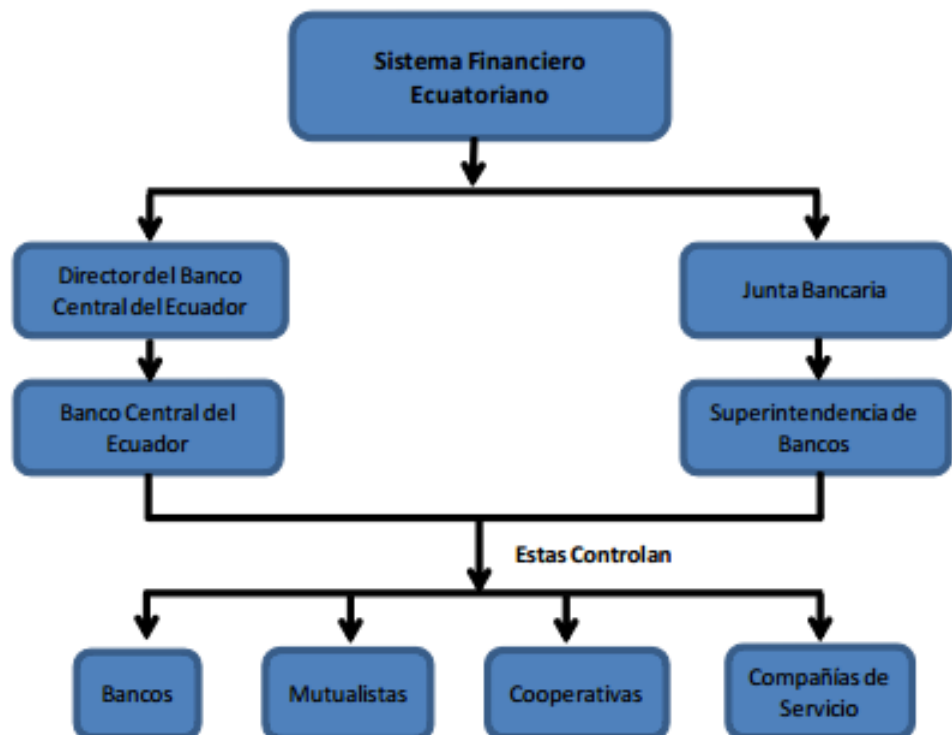 Sistema Financiero
Ecuatoriano
Director del Banco
Central del Ecuador
Junta Bancaria
Banco Central del
Ecuador
Superintendencia de
Bancos
Estas Controlan
Bancos
Mutualistas
Cooperativas
Compañías de
Servicio